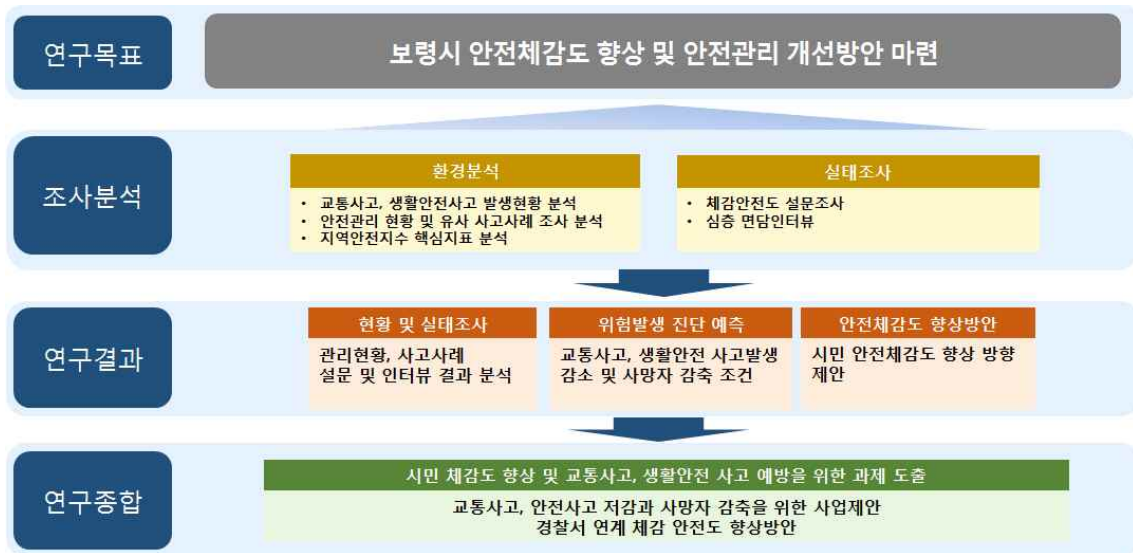 연구목표
보령시 안전체감도 향상 및 안전관리 개선방안 마련
조사분석
환경분석
• 교통사고, 생활안전사고 발생현황 분석
• 안전관리 현황 및 유사 사고사례 조사 분석
• 지역안전지수 핵심지표 분석
실태조사
• 체감안전도 설문조사
• 심층 면담인터뷰
연구결과
현황 및 실태조사
관리현황, 사고사례
설문 및 인터뷰 결과 분석
위험발생 진단 예측
교통사고, 생활안전 사고발생
감소 및 사망자 감축 조건
안전체감도 향상방안
시민 안전체감도 향상 방향
제안
연구종합
시민 체감도 향상 및 교통사고, 생활안전 사고 예방을 위한 과제 도출
교통사고, 안전사고 저감과 사망자 감축을 위한 사업제안
경찰서 연계 체감 안전도 향상방안